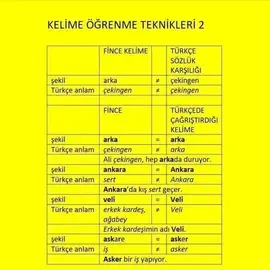 KELİME ÖĞRENME TEKNİKLERİ 2
FİNCE KELİME TÜRKÇE SÖZLÜK KARŞILIĞI
şekil arka ≠ çekingen
Türkçe anlam çekingen = çekingen
FİNCE TÜRKÇEDE ÇAĞRIŞTIRDIĞI KELİME
şekil arka = arka
Türkçe anlam çekingen ≠ arka
Ali çekingen, hep arkada duruyor.
şekil ankara = Ankara
Türkçe anlam sert ≠ Ankara
Ankara'da kış sert geçer.
şekil veli = Veli
Türkçe anlam erkek kardeş, ağabey ≠ Veli
Erkek kardeşimin adı Veli.
şekil askare = asker
Türkçe anlam iş ≠ asker
Asker bir iş yapıyor.